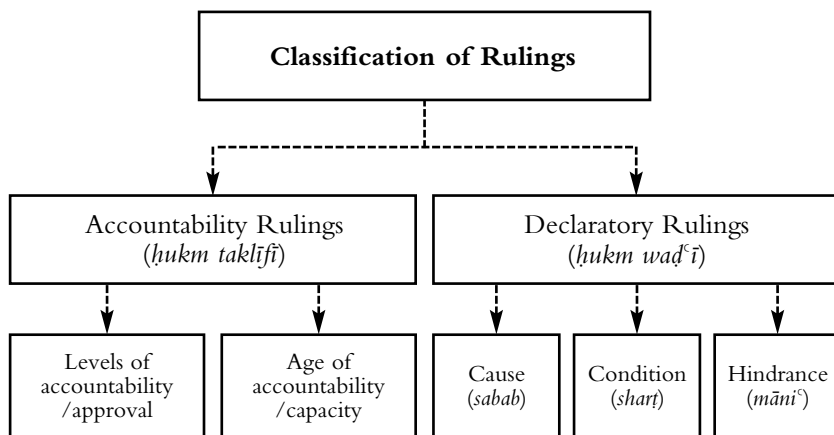 Classification of Rulings
Accountability Rulings
(ḥukm taklīfī)
Declaratory Rulings
(ḥukm waḍʿī)
Levels of
accountability
/approval
Age of
accountability
/capacity
Cause
(sabab)
Condition
(sharṭ)
Hindrance
(māniʿ)